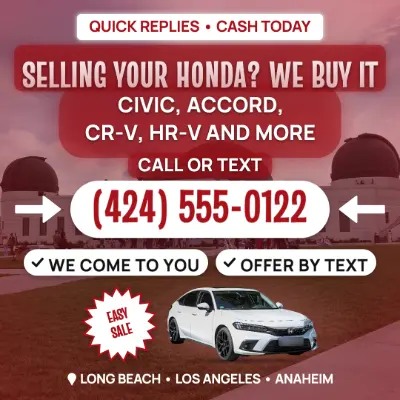 QUICK REPLIES • CASH TODAY
SELLING YOUR HONDA? WE BUY IT
CIVIC, ACCORD,
CR-V, HR-V AND MORE
CALL OR TEXT
(424) 555-0122
✓ WE COME TO YOU ✓ OFFER BY TEXT
EASY
SALE
LONG BEACH • LOS ANGELES • ANAHEIM